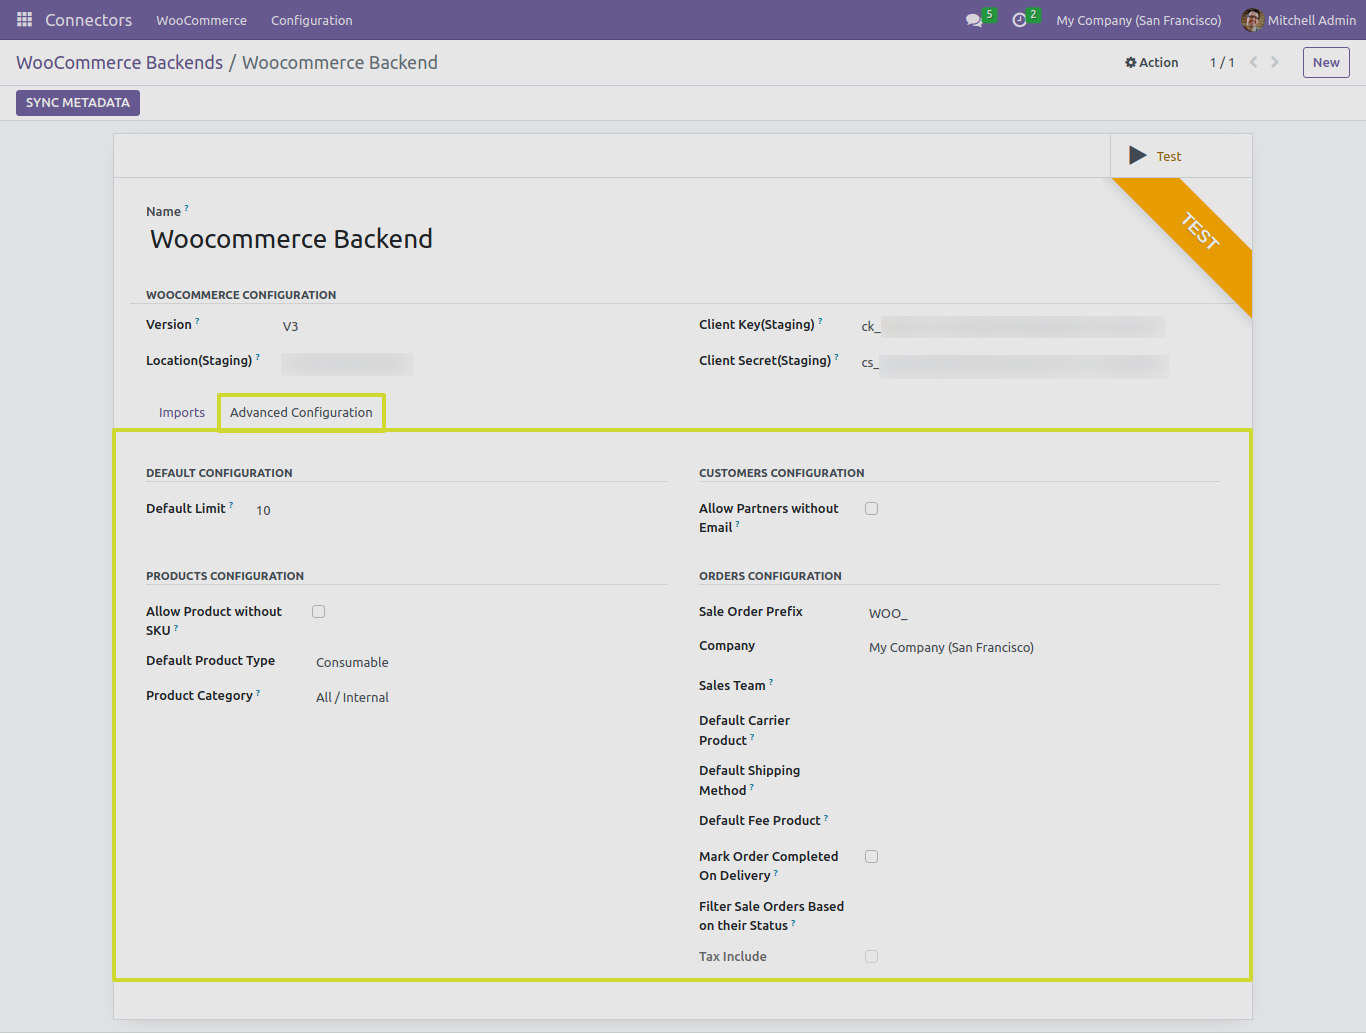 Connectors WooCommerce Configuration 5 2 My Company (San Francisco) Mitchell Admin
WooCommerce Backends / Woocommerce Backend Action 1 / 1 New
SYNC METADATA
Test
TEST
Name ?
Woocommerce Backend
WOOCOMMERCE CONFIGURATION
Version ? V3
Client Key(Staging) ? ck_
Location(Staging) ?
Client Secret(Staging) ? cs_
Imports Advanced Configuration
DEFAULT CONFIGURATION
Default Limit ? 10
CUSTOMERS CONFIGURATION
Allow Partners without
Email ?
PRODUCTS CONFIGURATION
Allow Product without
SKU ?
Default Product Type Consumable
Product Category ? All / Internal
ORDERS CONFIGURATION
Sale Order Prefix WOO_
Company My Company (San Francisco)
Sales Team ?
Default Carrier
Product ?
Default Shipping
Method ?
Default Fee Product ?
Mark Order Completed
On Delivery ?
Filter Sale Orders Based
on their Status ?
Tax Include